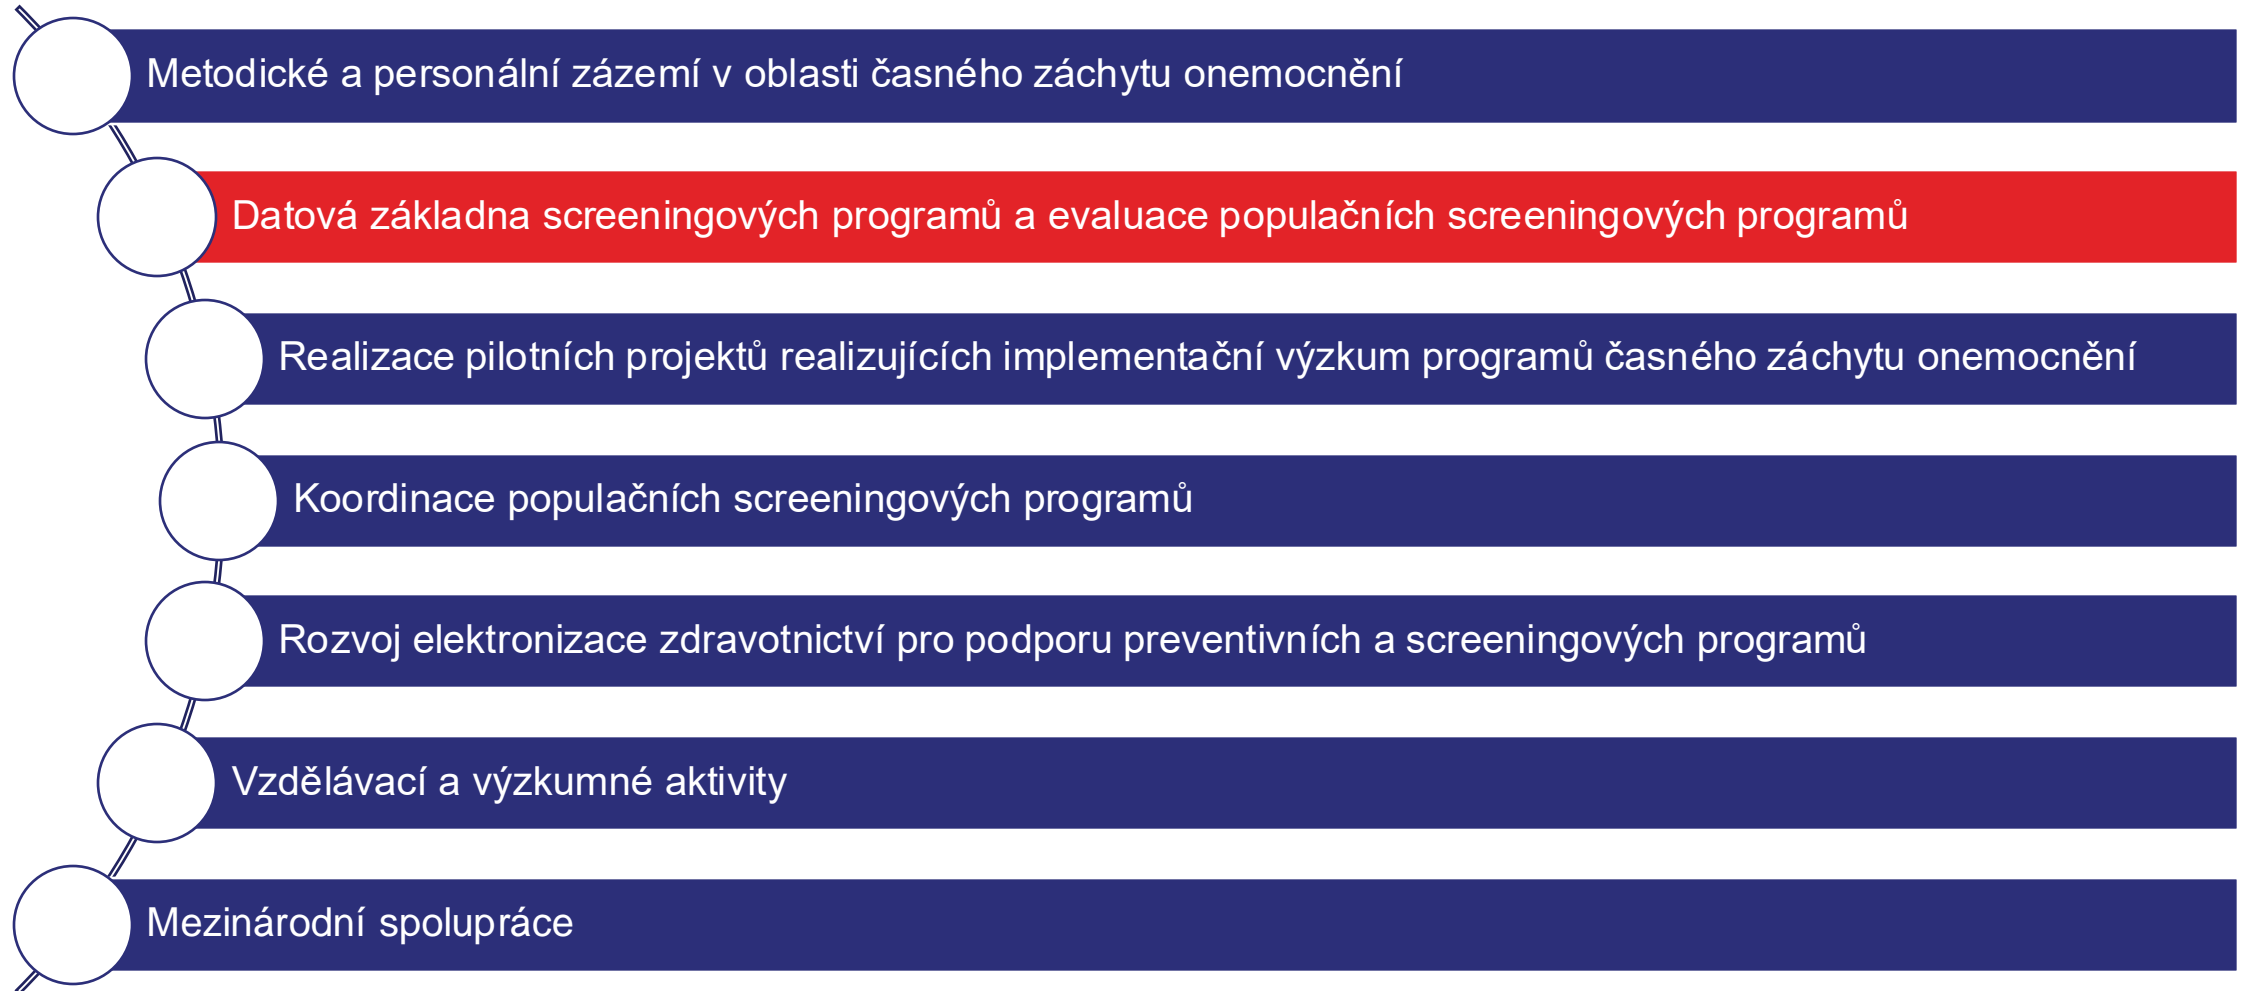 Metodické a personální zázemí v oblasti časného záchytu onemocnění
Datová základna screeningových programů a evaluace populačních screeningových programů
Realizace pilotních projektů realizujících implementační výzkum programů časného záchytu onemocnění
Koordinace populačních screeningových programů
Rozvoj elektronizace zdravotnictví pro podporu preventivních a screeningových programů
Vzdělávací a výzkumné aktivity
Mezinárodní spolupráce